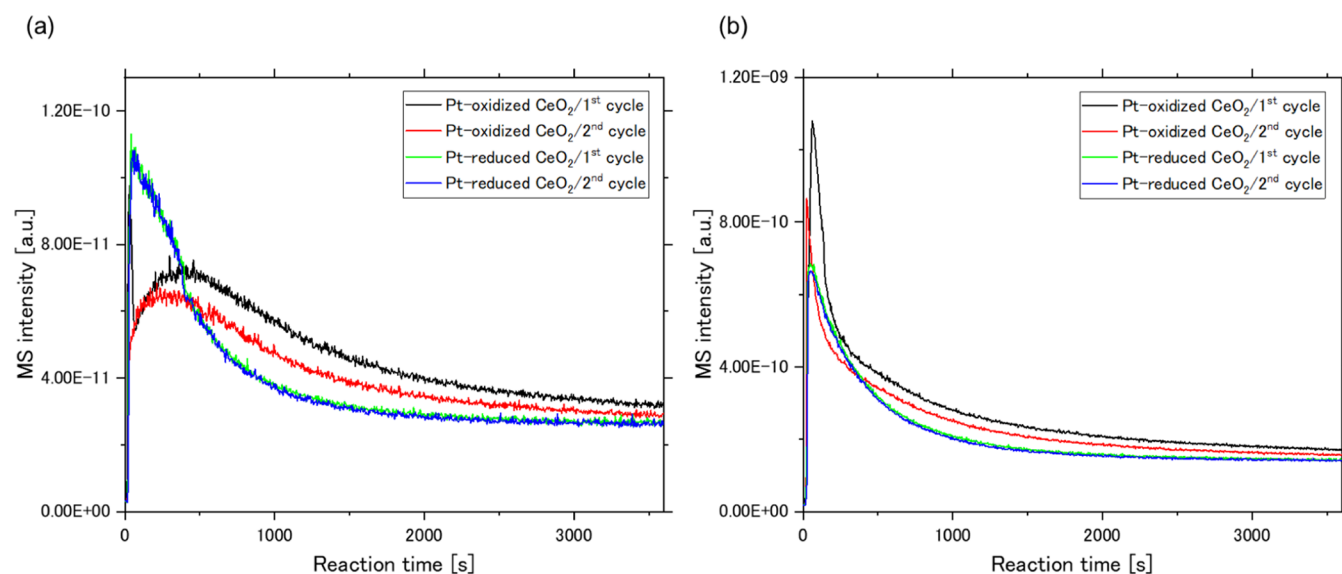 (a)
1.20E-10
8.00E-11
4.00E-11
0.00E+00
MS intensity [a.u.]
Pt-oxidized CeO₂/1ˢᵗ cycle
Pt-oxidized CeO₂/2ⁿᵈ cycle
Pt-reduced CeO₂/1ˢᵗ cycle
Pt-reduced CeO₂/2ⁿᵈ cycle
0 1000 2000 3000
Reaction time [s]
(b)
1.20E-09
8.00E-10
4.00E-10
0.00E+00
MS intensity [a.u.]
Pt-oxidized CeO₂/1ˢᵗ cycle
Pt-oxidized CeO₂/2ⁿᵈ cycle
Pt-reduced CeO₂/1ˢᵗ cycle
Pt-reduced CeO₂/2ⁿᵈ cycle
0 1000 2000 3000
Reaction time [s]